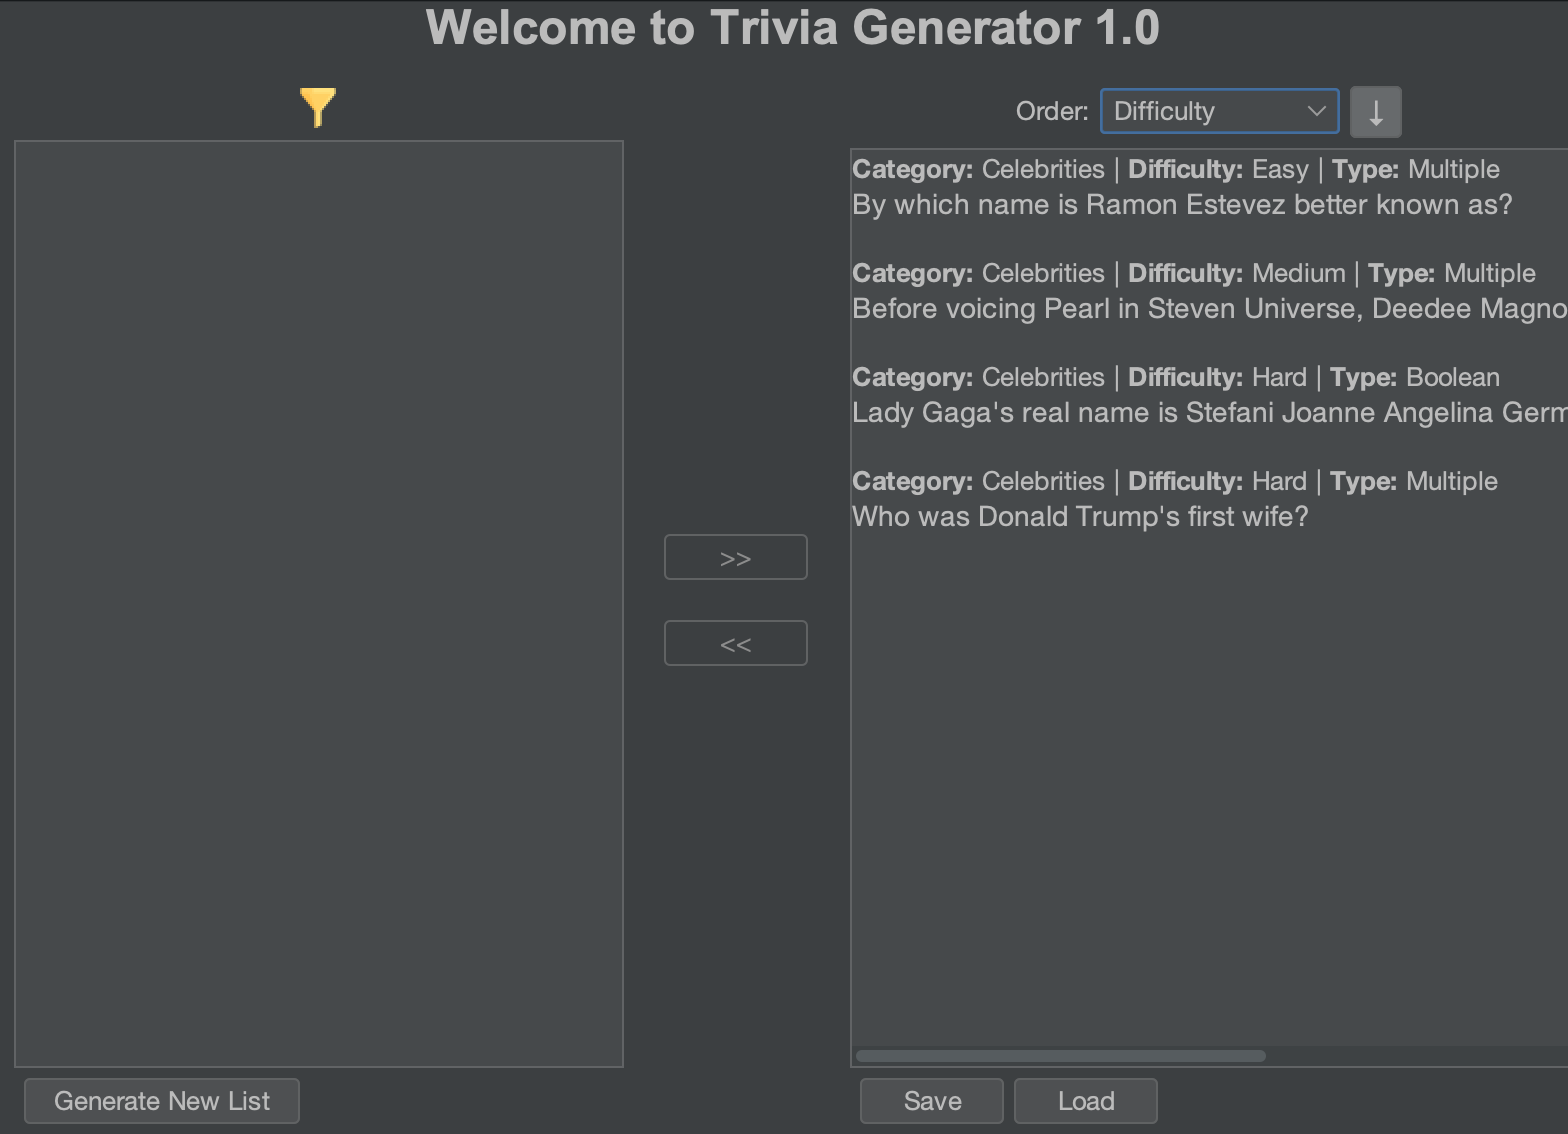 Welcome to Trivia Generator 1.0
Order: Difficulty
Category: Celebrities | Difficulty: Easy | Type: Multiple
By which name is Ramon Estevez better known as?
Category: Celebrities | Difficulty: Medium | Type: Multiple
Before voicing Pearl in Steven Universe, Deedee Magno
Category: Celebrities | Difficulty: Hard | Type: Boolean
Lady Gaga's real name is Stefani Joanne Angelina Germ
Category: Celebrities | Difficulty: Hard | Type: Multiple
Who was Donald Trump's first wife?
>>
<<
Generate New List
Save
Load